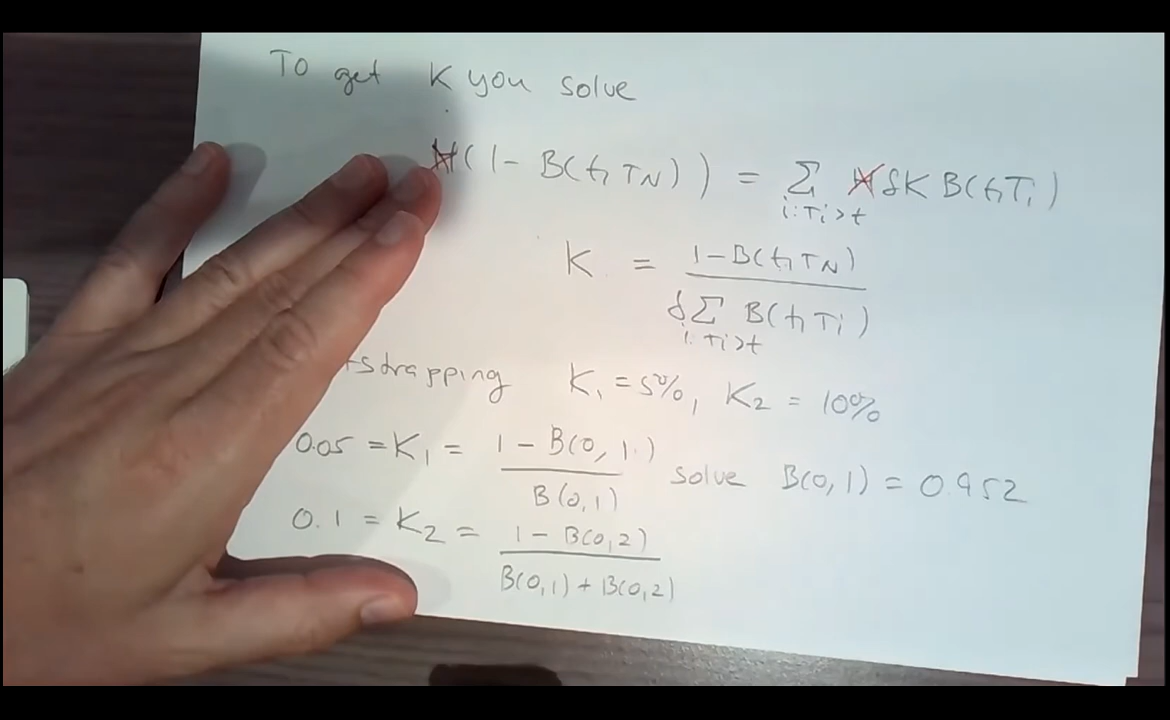 To get K you solve
N(1 - B(t, TN)) = Σ NδK B(t, Ti)
i: Ti > t
K = 1 - B(t, TN)
δ Σ B(t, Ti)
i: Ti > t
tstrapping K1 = 5%, K2 = 10%
0.05 = K1 = 1 - B(0, 1) solve B(0, 1) = 0.952
B(0, 1)
0.1 = K2 = 1 - B(0, 2)
B(0, 1) + B(0, 2)